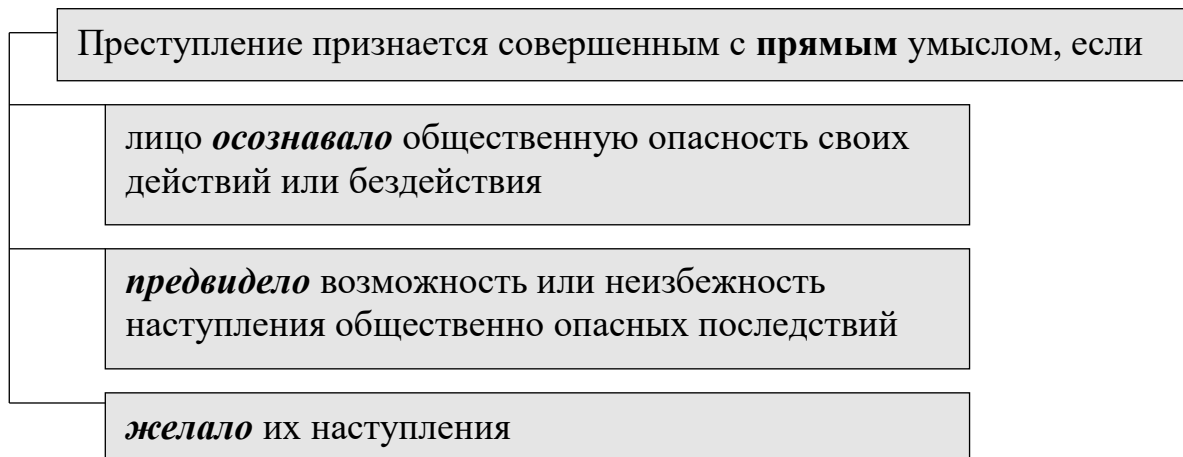 Преступление признается совершенным с прямым умыслом, если
лицо осознавало общественную опасность своих
действий или бездействия
предвидело возможность или неизбежность
наступления общественно опасных последствий
желало их наступления